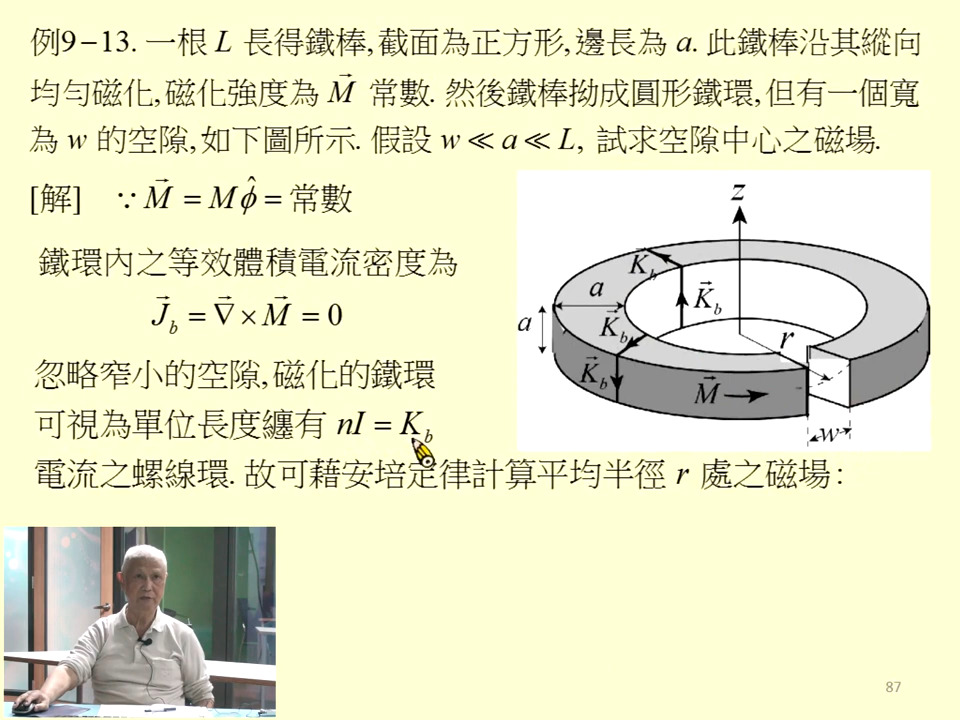 例9−13. 一根 L 長得鐵棒, 截面為正方形, 邊長為 a. 此鐵棒沿其縱向
均勻磁化, 磁化強度為 M⃗ 常數. 然後鐵棒拗成圓形鐵環, 但有一個寬
為 w 的空隙, 如下圖所示. 假設 w ≪ a ≪ L, 試求空隙中心之磁場.
[解] ∵ M⃗ = Mϕ̂ = 常數
鐵環內之等效體積電流密度為
J⃗_b = ∇⃗ × M⃗ = 0
忽略窄小的空隙, 磁化的鐵環
可視為單位長度纏有 nI = K_b
電流之螺線環. 故可藉安培定律計算平均半徑 r 處之磁場 :
z
K⃗_b
a
K⃗_b
a
K⃗_b
r
K⃗_b
M⃗
w
87